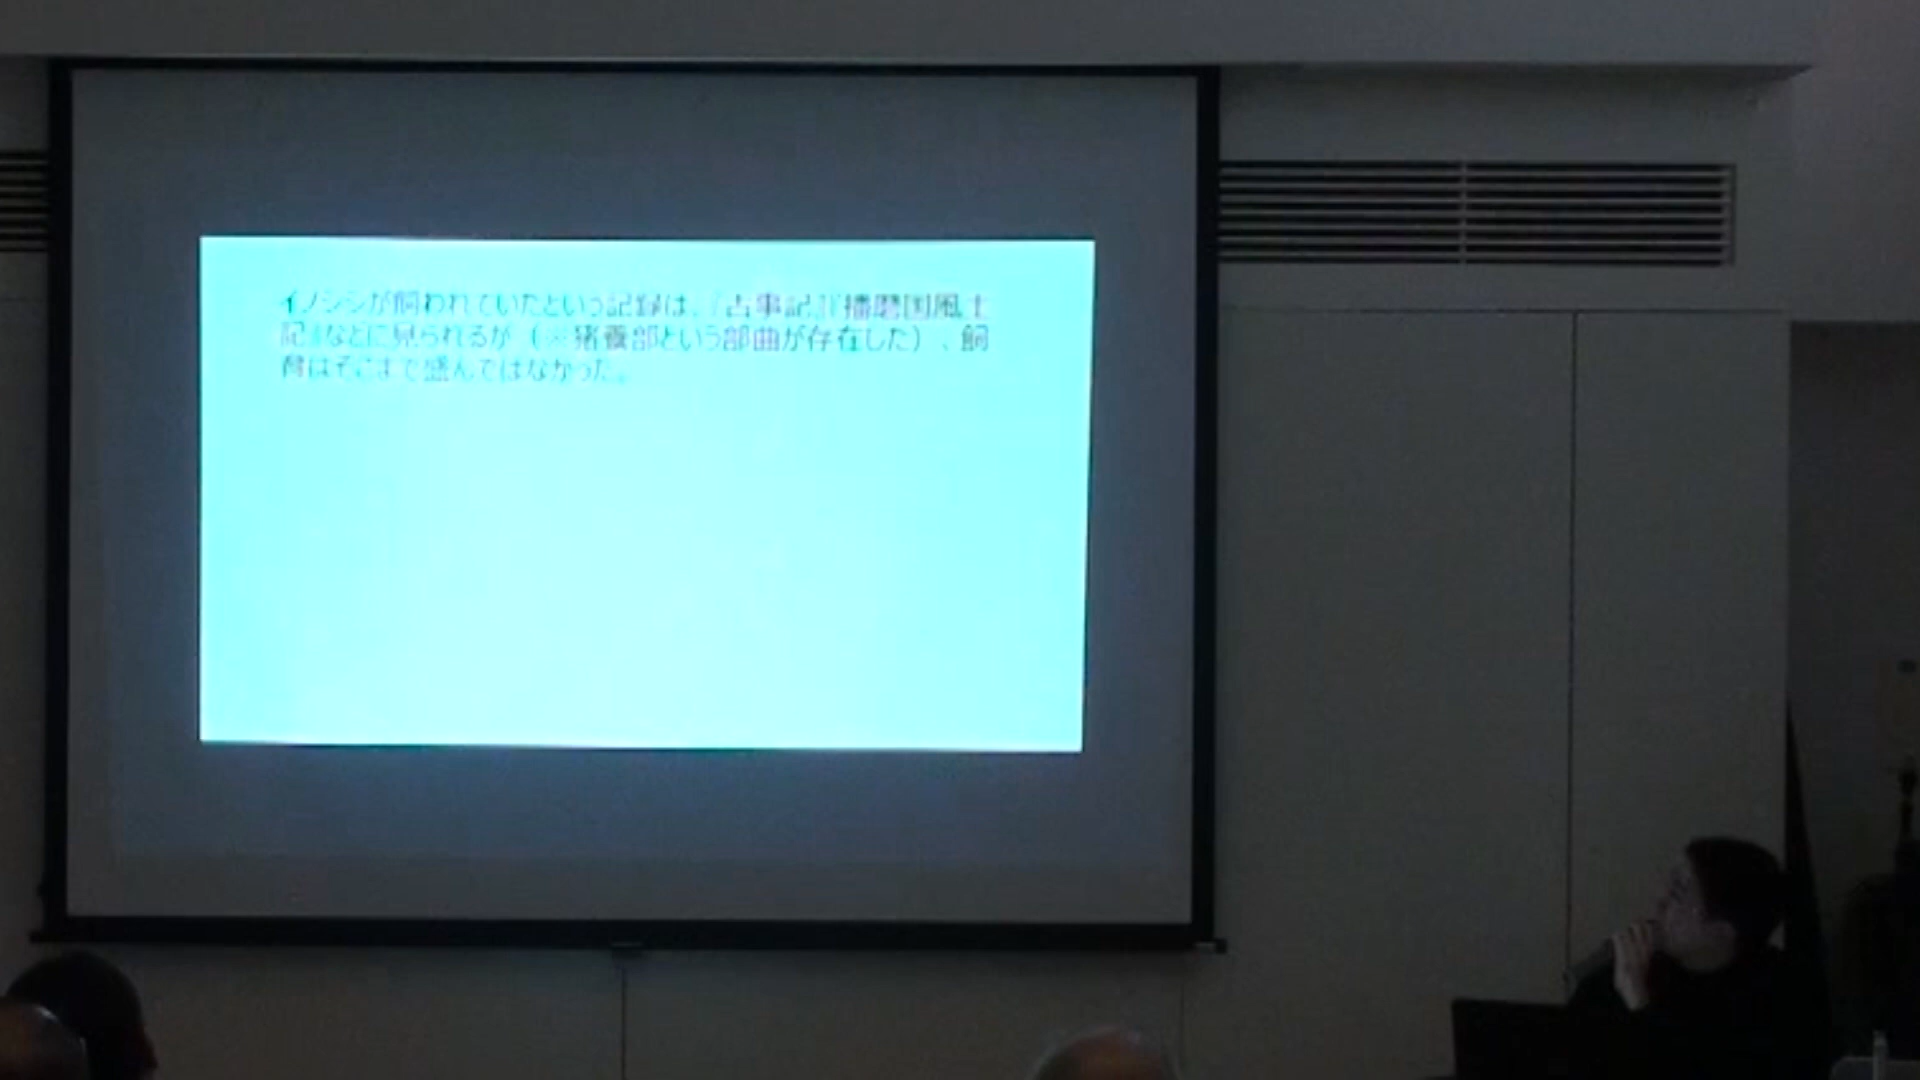 イノシシが飼われていたという記録は、『古事記』『播磨国風土
記』などに見られるが（※猪養部という部曲が存在した）、飼
育はそこまで盛んではなかった。